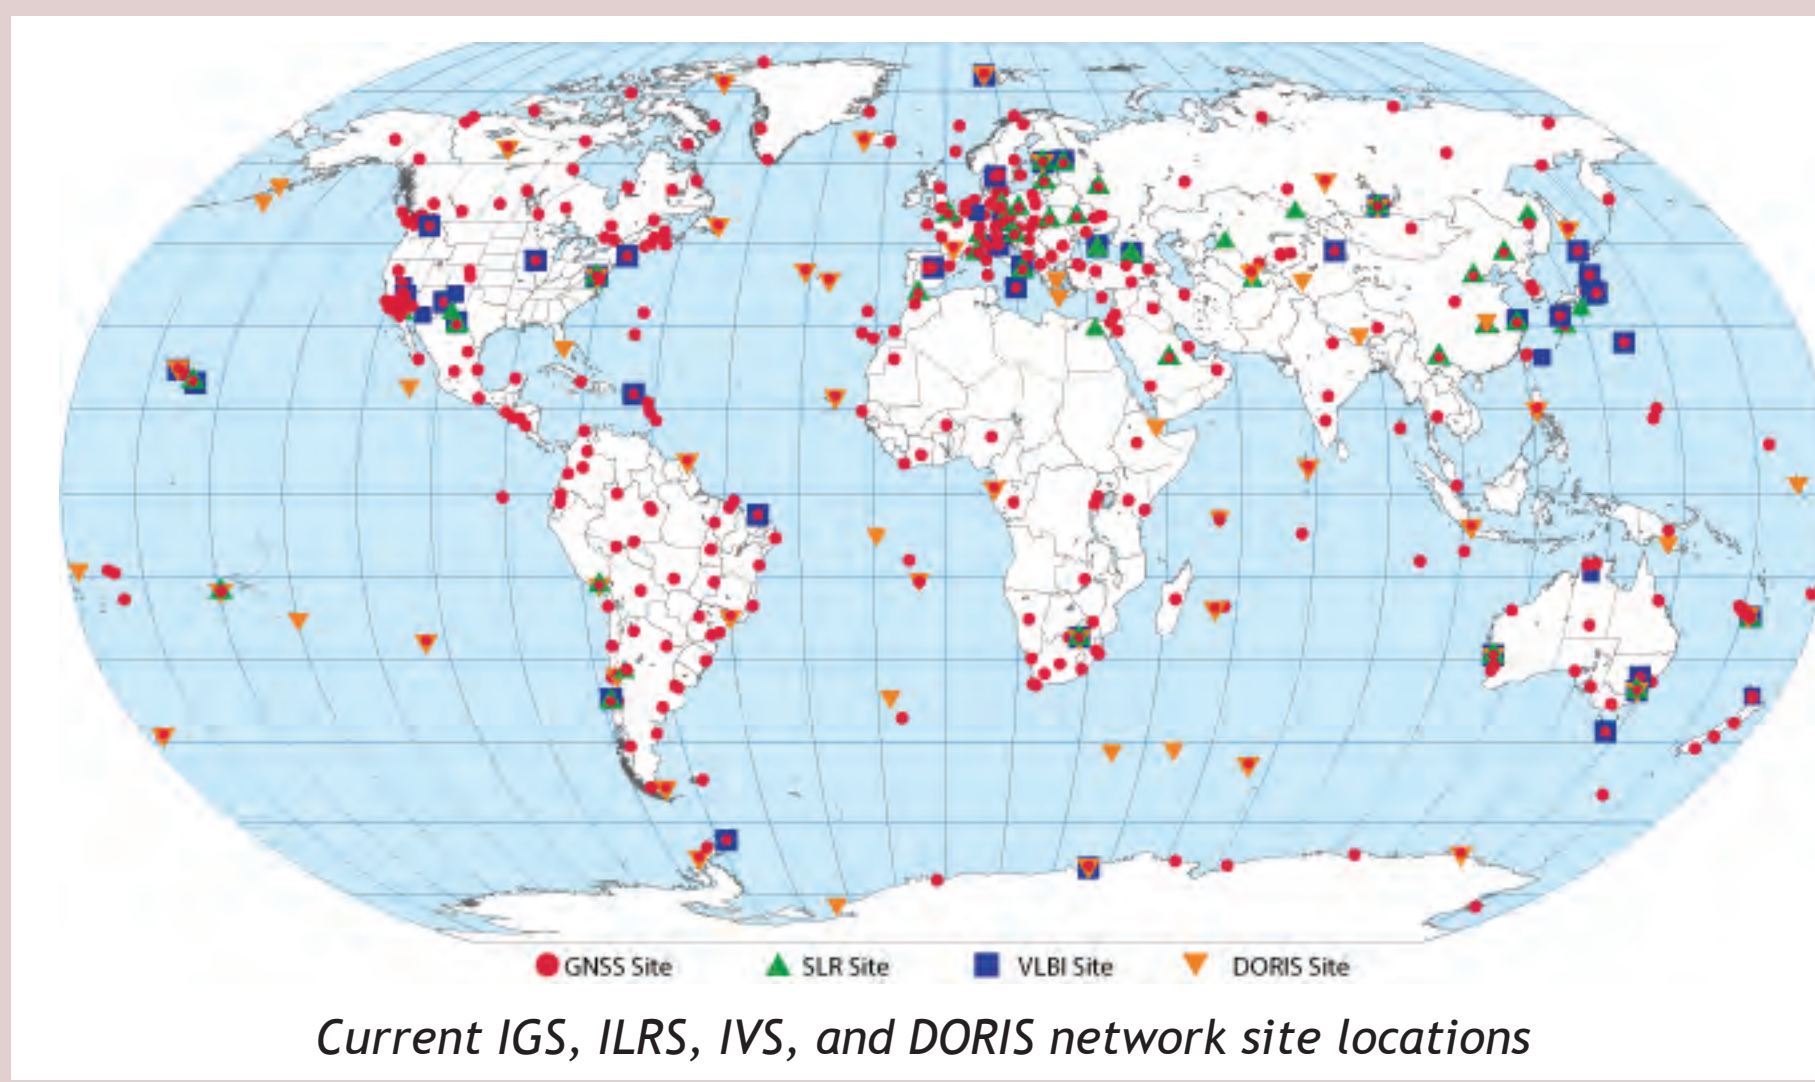 GNSS Site SLR Site VLBI Site DORIS Site
Current IGS, ILRS, IVS, and DORIS network site locations